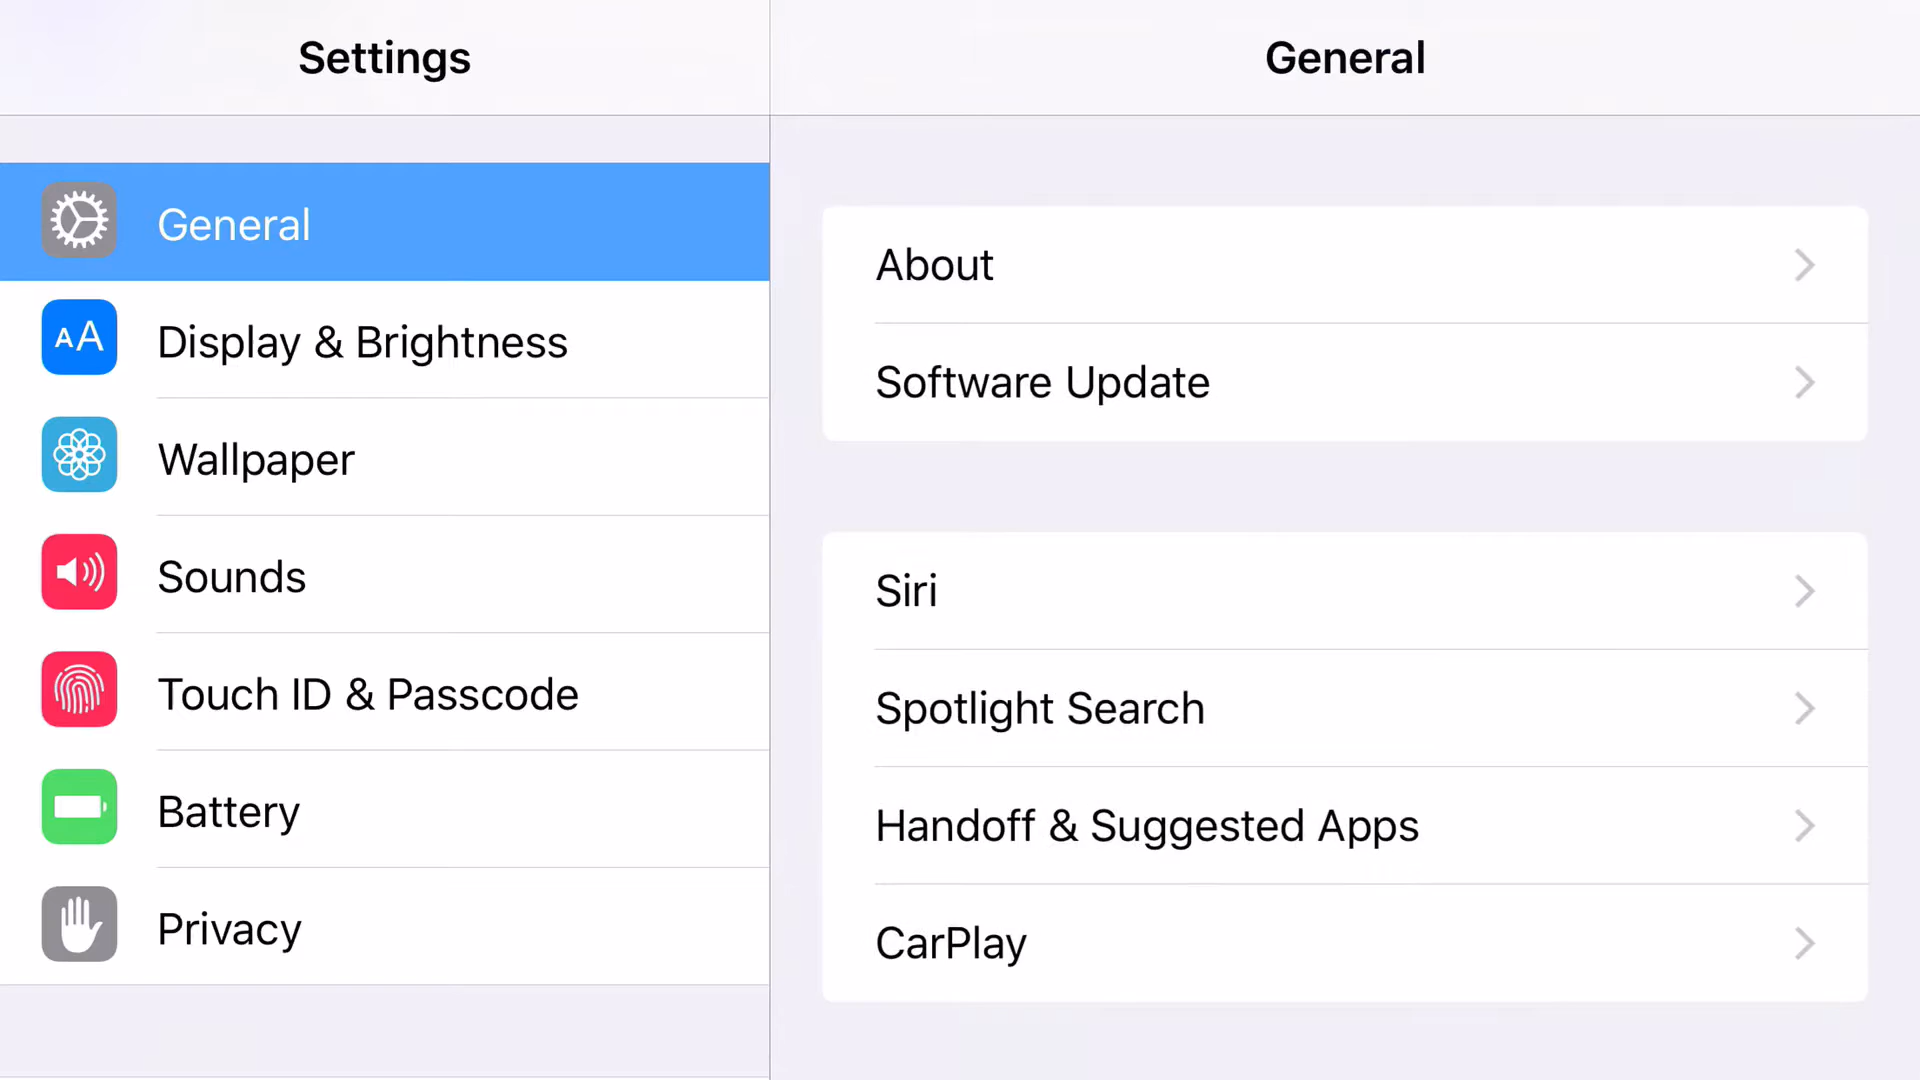 Settings
General
Display & Brightness
Wallpaper
Sounds
Touch ID & Passcode
Battery
Privacy
General
About
Software Update
Siri
Spotlight Search
Handoff & Suggested Apps
CarPlay